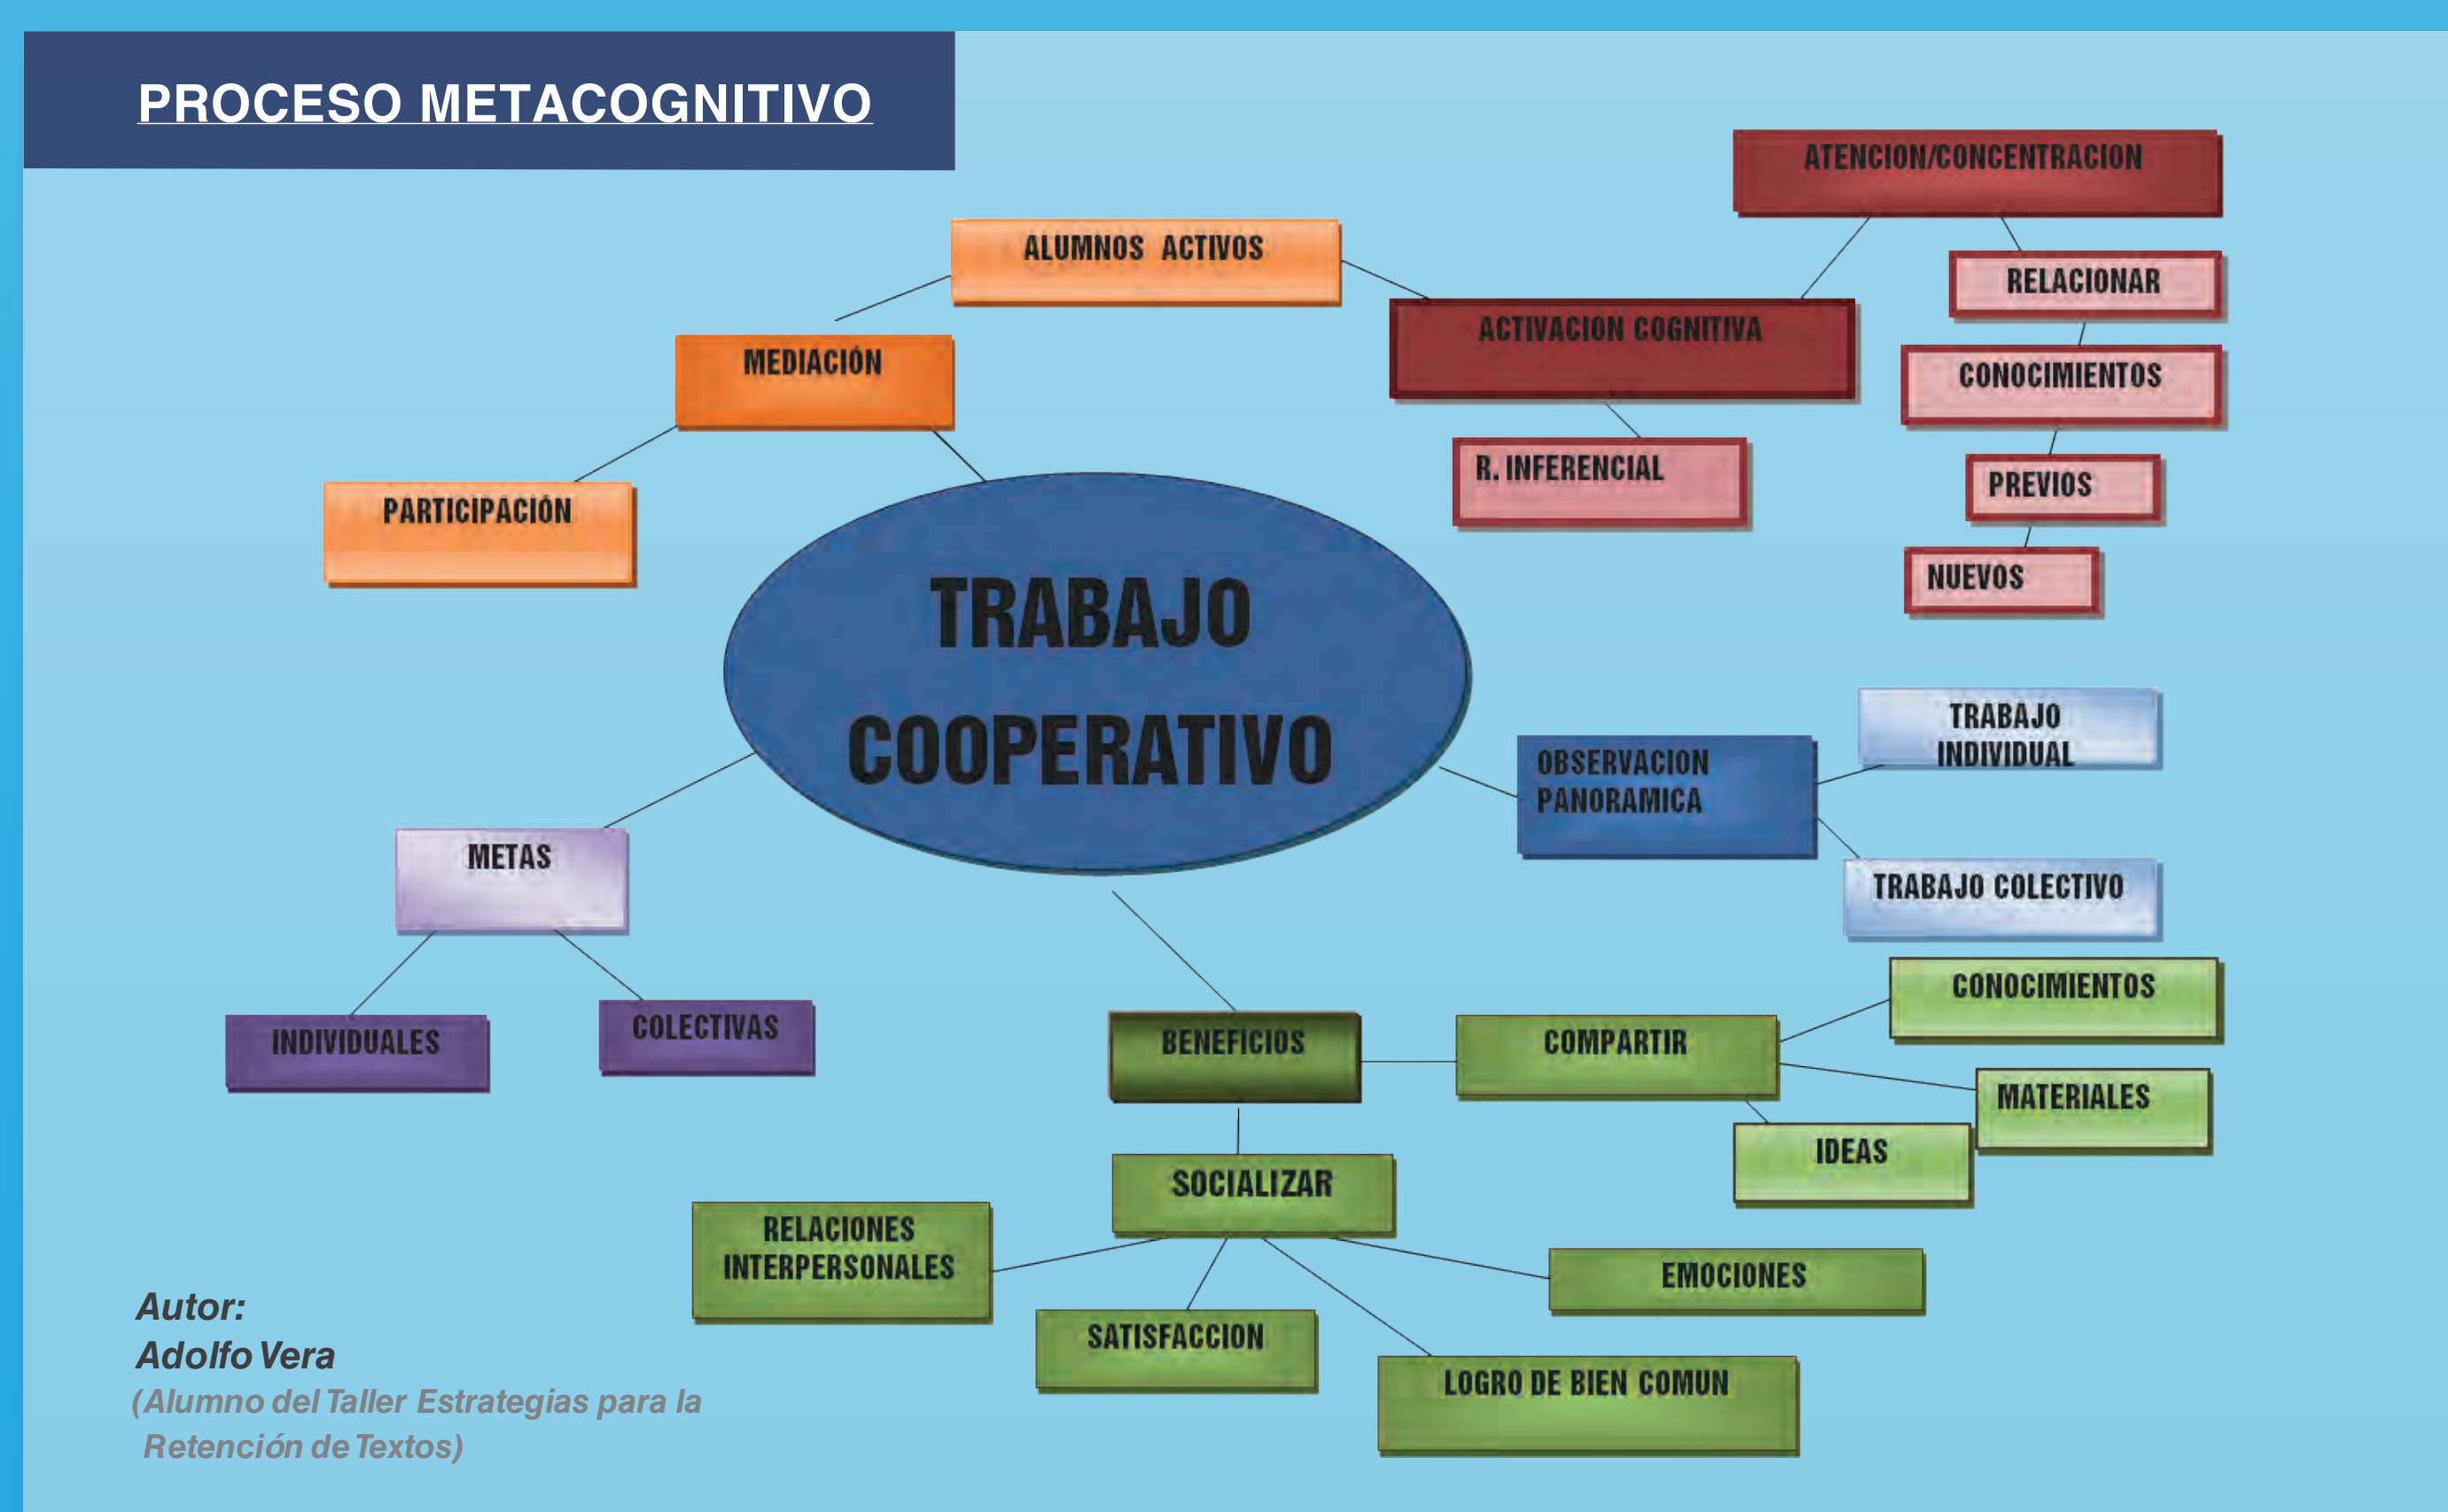 PROCESO METACOGNITIVO
ATENCION/CONCENTRACION
ALUMNOS ACTIVOS
RELACIONAR
ACTIVACION COGNITIVA
MEDIACIÓN
CONOCIMIENTOS
R. INFERENCIAL
PREVIOS
PARTICIPACIÓN
NUEVOS
TRABAJO
COOPERATIVO
TRABAJO
INDIVIDUAL
OBSERVACION
PANORAMICA
METAS
TRABAJO COLECTIVO
CONOCIMIENTOS
INDIVIDUALES
COLECTIVAS
BENEFICIOS
COMPARTIR
MATERIALES
IDEAS
SOCIALIZAR
RELACIONES
INTERPERSONALES
EMOCIONES
SATISFACCION
LOGRO DE BIEN COMUN
Autor:
Adolfo Vera
(Alumno del Taller Estrategias para la
Retención de Textos)